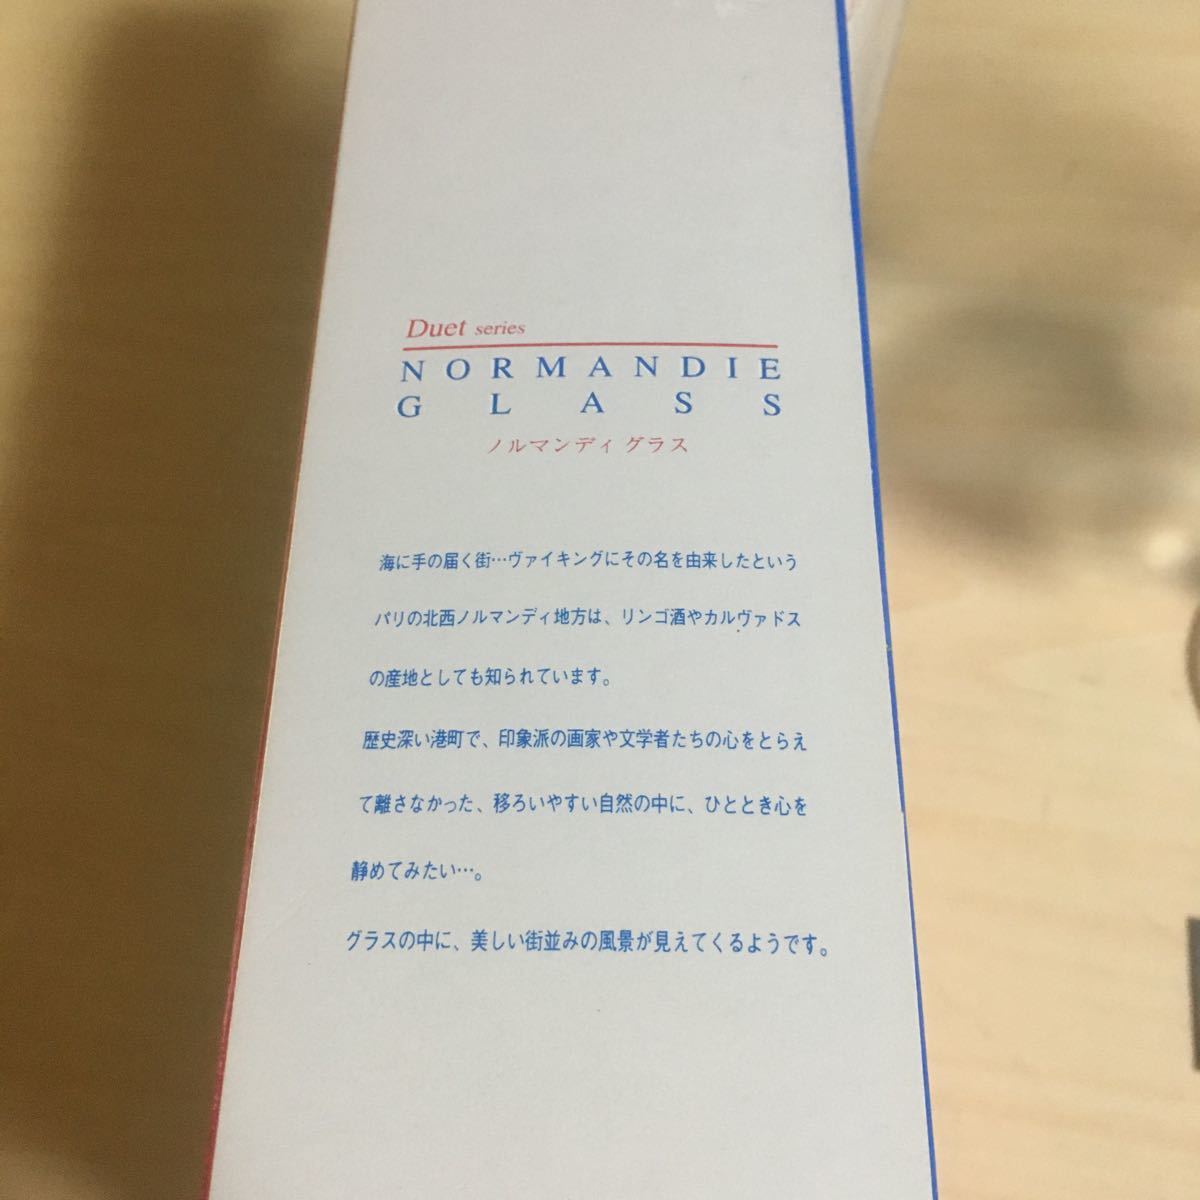 Duet series
NORMANDIE
GLASS
ノルマンディ グラス
海に手の届く街…ヴァイキングにその名を由来したという
パリの北西ノルマンディ地方は、リンゴ酒やカルヴァドス
の産地としても知られています。
歴史深い港町で、印象派の画家や文学者たちの心をとらえ
て離さなかった、移ろいやすい自然の中に、ひととき心を
静めてみたい…。
グラスの中に、美しい街並みの風景が見えてくるようです。